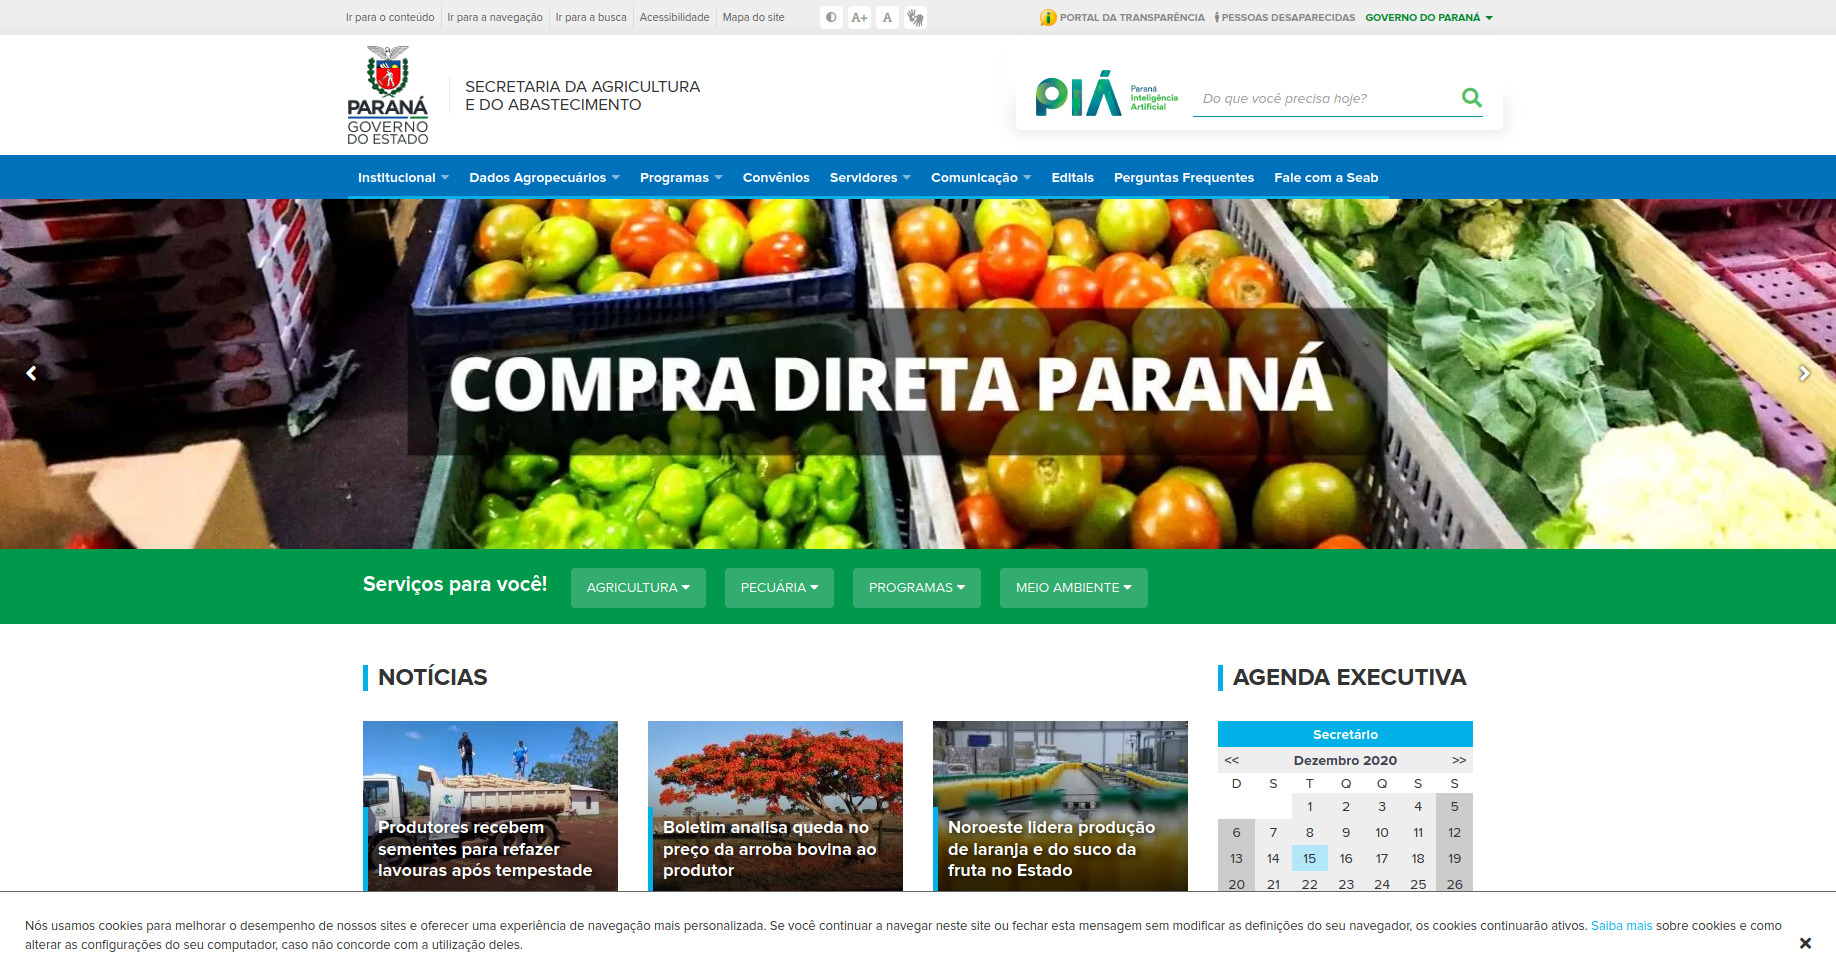 Ir para o conteúdo
Ir para a navegação
Ir para a busca
Acessibilidade
Mapa do site
A+
A
PORTAL DA TRANSPARÊNCIA
PESSOAS DESAPARECIDAS
GOVERNO DO PARANÁ
PARANÁ
GOVERNO
DO ESTADO
SECRETARIA DA AGRICULTURA
E DO ABASTECIMENTO
PIÁ
Paraná
Inteligência
Artificial
Do que você precisa hoje?
Institucional
Dados Agropecuários
Programas
Convênios
Servidores
Comunicação
Editais
Perguntas Frequentes
Fale com a Seab
COMPRA DIRETA PARANÁ
Serviços para você!
AGRICULTURA
PECUÁRIA
PROGRAMAS
MEIO AMBIENTE
NOTÍCIAS
Produtores recebem
sementes para refazer
lavouras após tempestade
Boletim analisa queda no
preço da arroba bovina ao
produtor
Noroeste lidera produção
de laranja e do suco da
fruta no Estado
AGENDA EXECUTIVA
Secretário
<< Dezembro 2020 >>
D S T Q Q S S
1 2 3 4 5
6 7 8 9 10 11 12
13 14 15 16 17 18 19
20 21 22 23 24 25 26
Nós usamos cookies para melhorar o desempenho de nossos sites e oferecer uma experiência de navegação mais personalizada. Se você continuar a navegar neste site ou fechar esta mensagem sem modificar as definições do seu navegador, os cookies continuarão ativos. Saiba mais sobre cookies e como
alterar as configurações do seu computador, caso não concorde com a utilização deles.